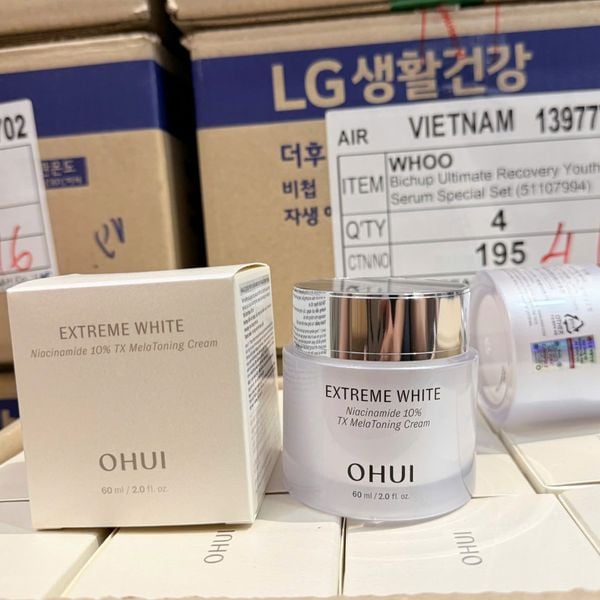 LG생활건강
702
AIR VIETNAM 13977
더후
비첩
자생
ITEM WHOO
Bichup Ultimate Recovery Youth
Serum Special Set (51107994)
Q'TY 4
CTN/NO 195
EXTREME WHITE
Niacinamide 10% TX MelaToning Cream
OHUI
60 ml / 2.0 fl. oz.
EXTREME WHITE
Niacinamide 10%
TX MelaToning Cream
OHUI
60 ml / 2.0 fl. oz.
OHUI
OHUI